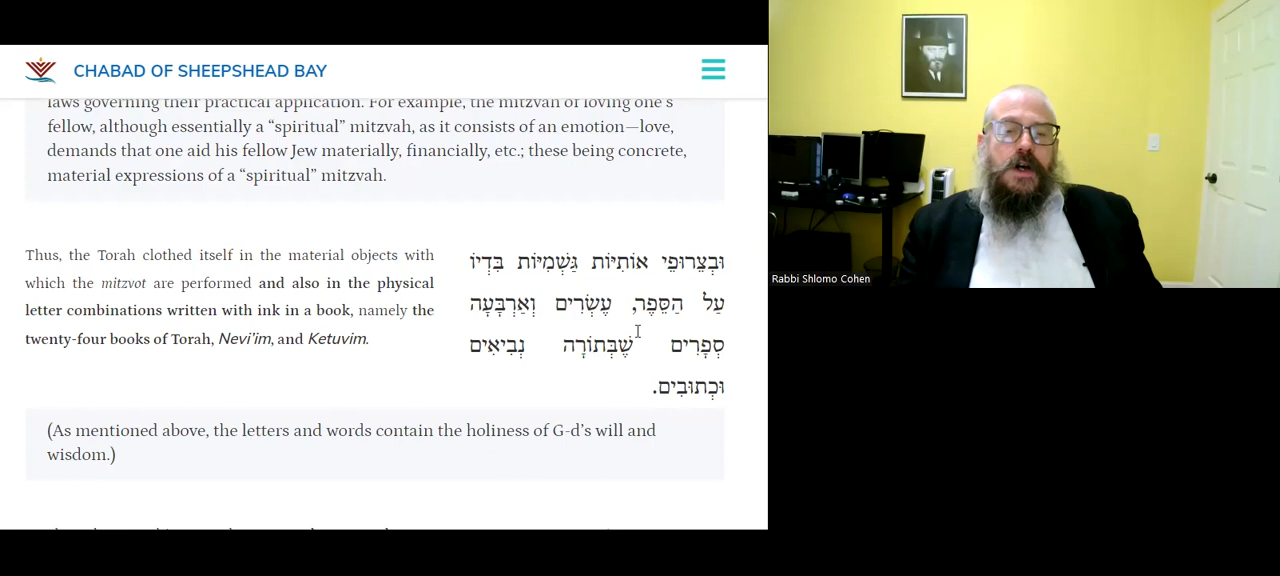 CHABAD OF SHEEPSHEAD BAY
laws governing their practical application. For example, the mitzvah of loving one's
fellow, although essentially a “spiritual” mitzvah, as it consists of an emotion—love,
demands that one aid his fellow Jew materially, financially, etc.; these being concrete,
material expressions of a “spiritual” mitzvah.
Thus, the Torah clothed itself in the material objects with
which the mitzvot are performed and also in the physical
letter combinations written with ink in a book, namely the
twenty-four books of Torah, Nevi’im, and Ketuvim.
וּבְצֵרוּפֵי אוֹתִיּוֹת גַּשְׁמִיּוֹת בִּדְיוֹ
עַל הַסֵּפֶר, עֶשְׂרִים וְאַרְבָּעָה
סְפָרִים שֶׁבְּתוֹרָה נְבִיאִים
וּכְתוּבִים.
(As mentioned above, the letters and words contain the holiness of G-d’s will and
wisdom.)
Rabbi Shlomo Cohen